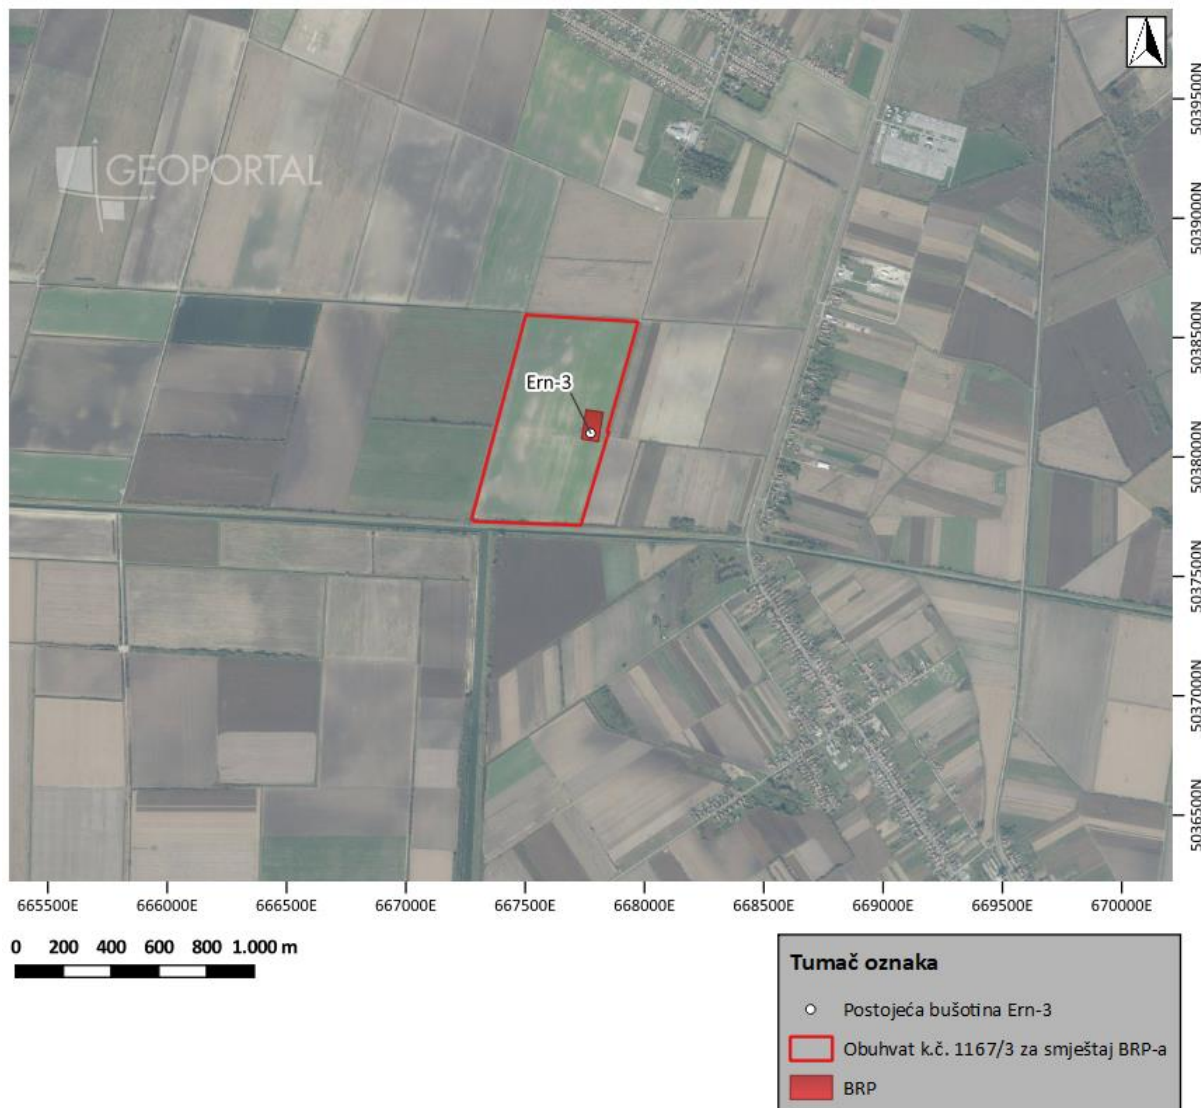 GEOPORTAL
Ern-3
5039500N
5039000N
5038500N
5038000N
5037500N
5037000N
5036500N
665500E 666000E 666500E 667000E 667500E 668000E 668500E 669000E 669500E 670000E
0 200 400 600 800 1.000 m
Tumač oznaka
Postojeća bušotina Ern-3
Obuhvat k.č. 1167/3 za smještaj BRP-a
BRP